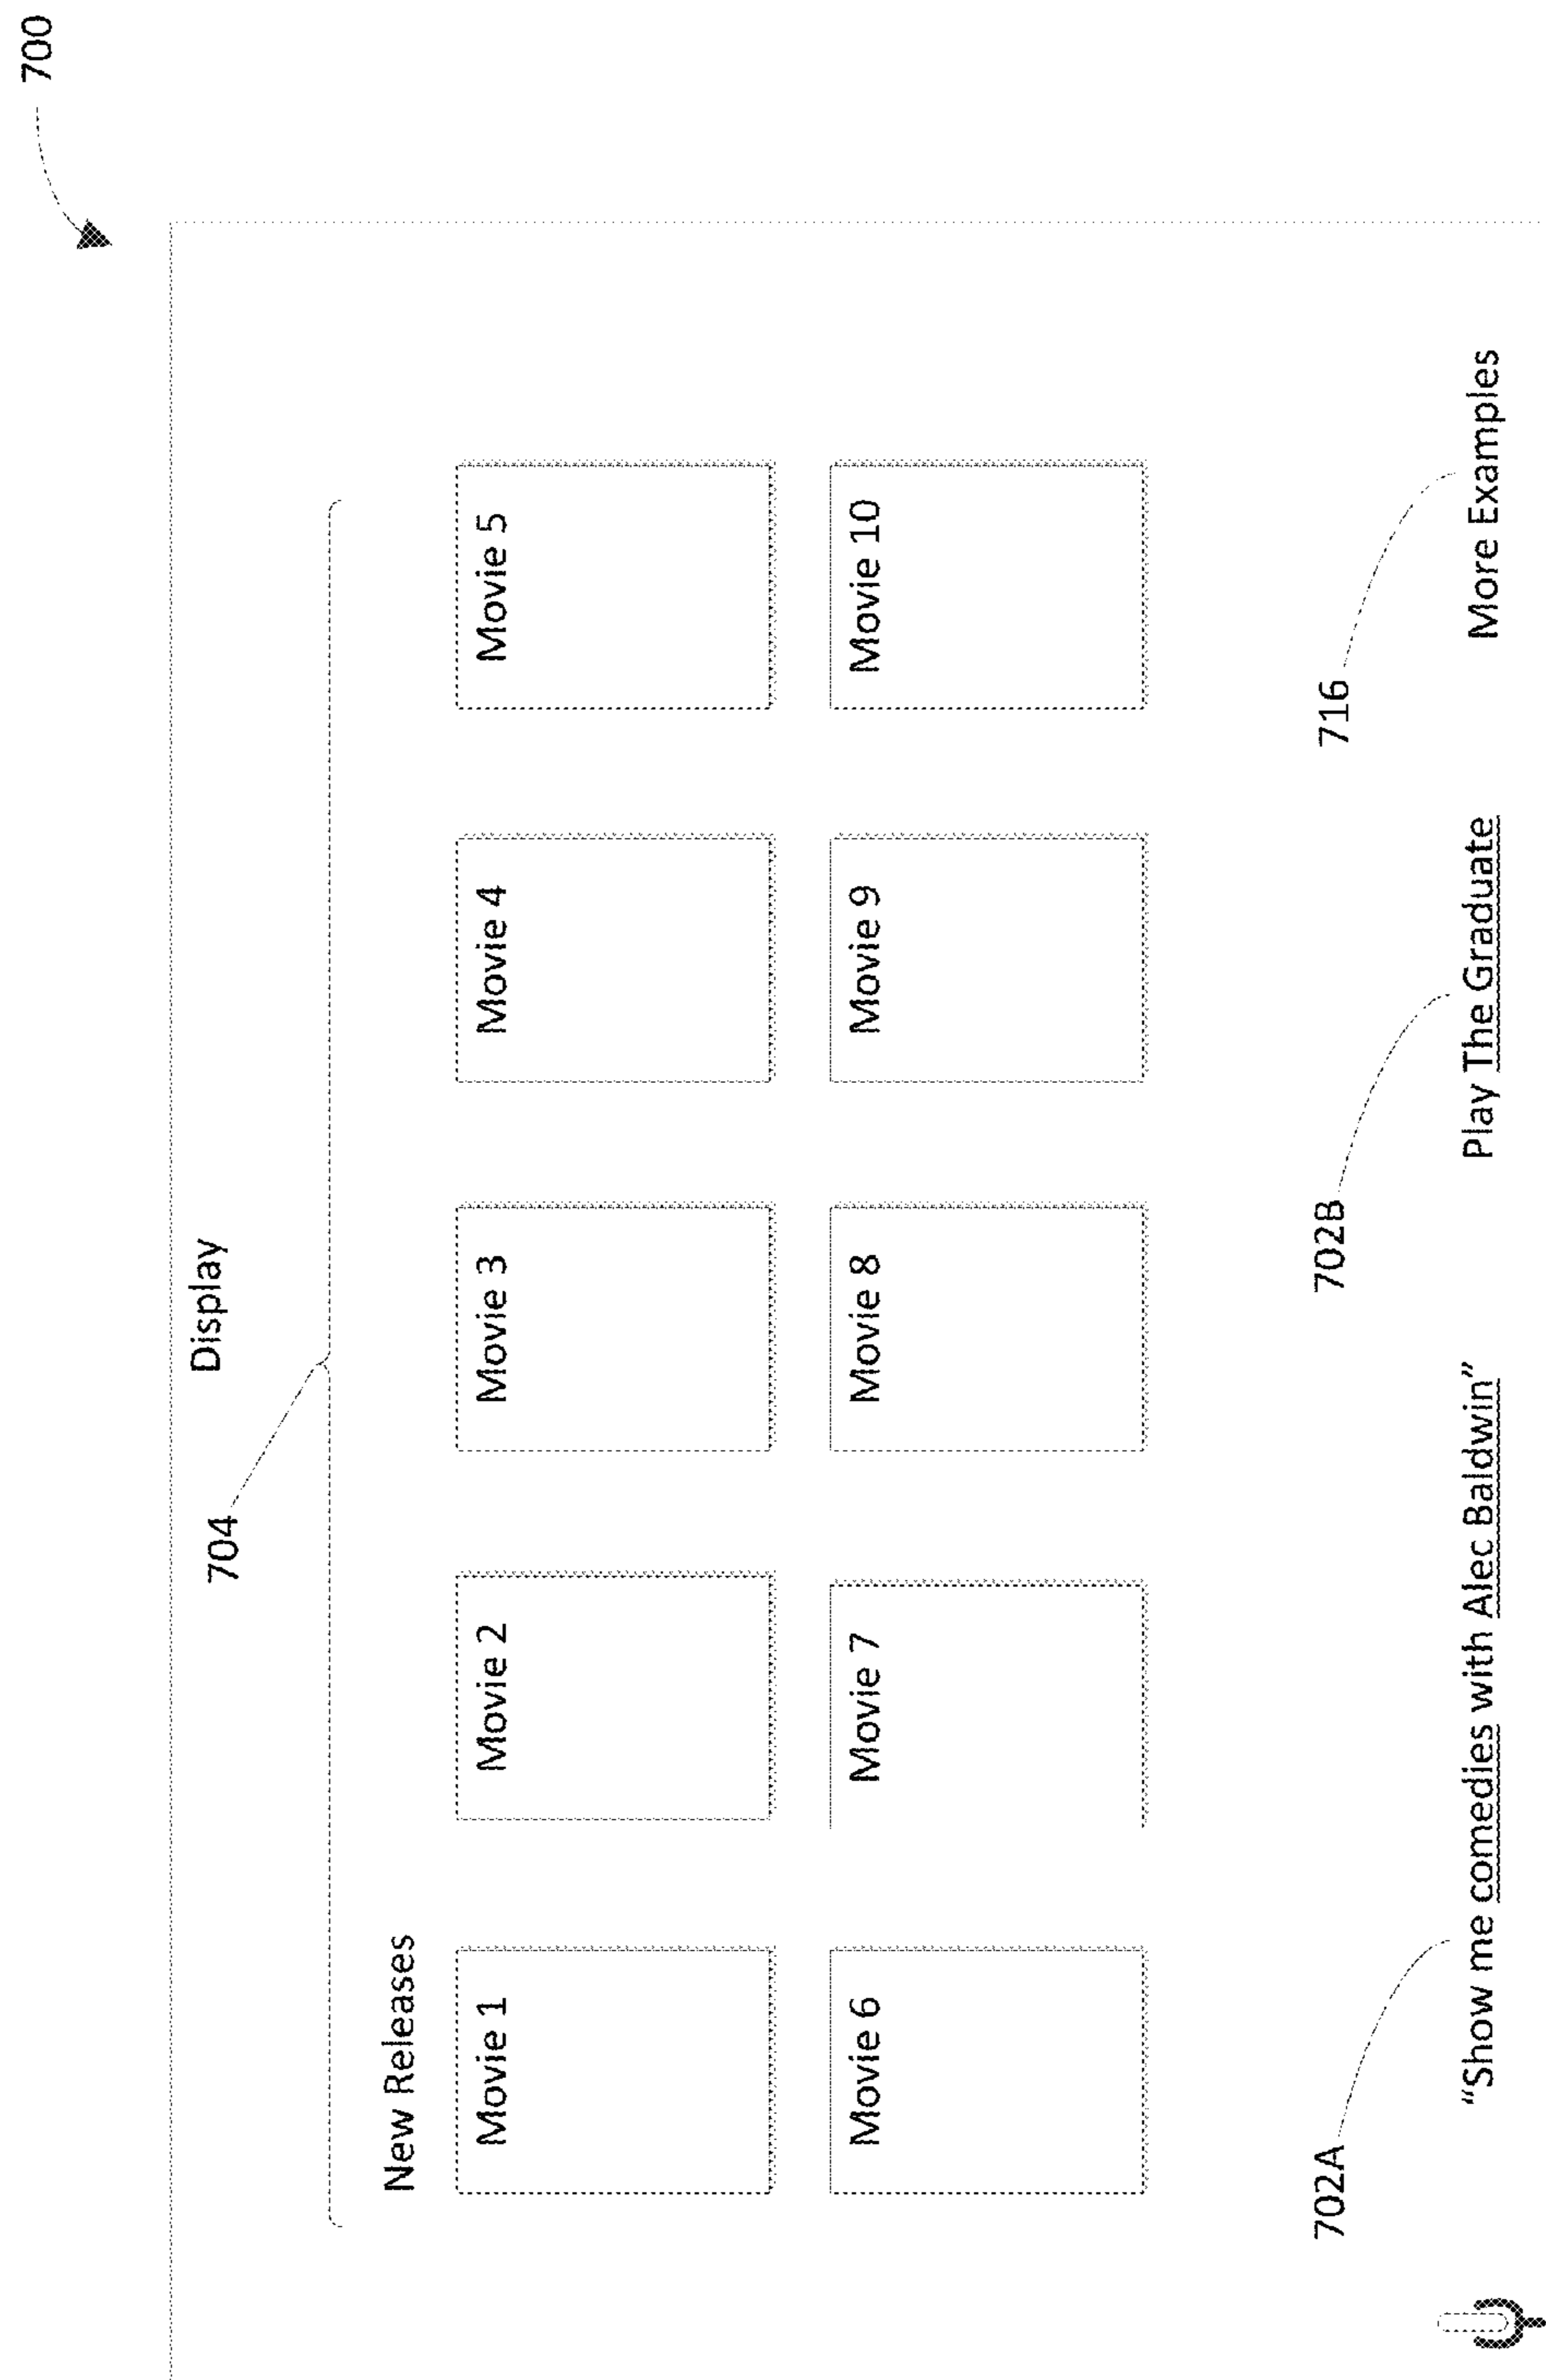 700
Display
704
New Releases
Movie 1 Movie 2 Movie 3 Movie 4 Movie 5
Movie 6 Movie 7 Movie 8 Movie 9 Movie 10
702A 702B 716
“Show me comedies with Alec Baldwin” Play The Graduate More Examples